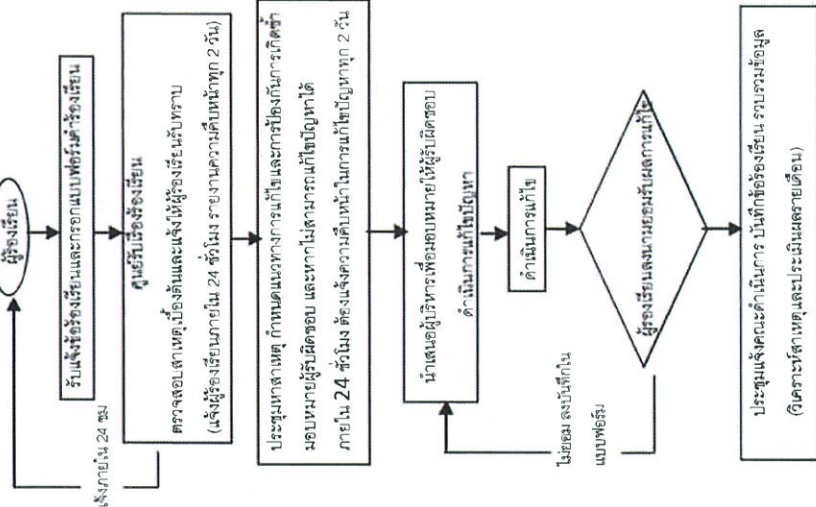 ผู้ร้องเรียน
แจ้งภายใน 24 ชม
รับแจ้งข้อร้องเรียนและกรอกแบบฟอร์มคำร้องเรียน
ศูนย์รับเรื่องร้องเรียน
ตรวจสอบสาเหตุเบื้องต้นและแจ้งให้ผู้ร้องเรียนรับทราบ
(แจ้งผู้ร้องเรียนภายใน 24 ชั่วโมง รายงานความคืบหน้าทุก 2 วัน)
ประชุมหาสาเหตุ กำหนดแนวทางการแก้ไขและการป้องกันการเกิดซ้ำ
มอบหมายผู้รับผิดชอบ และหากไม่สามารถแก้ไขปัญหาได้
ภายใน 24 ชั่วโมง ต้องแจ้งความคืบหน้าในการแก้ไขปัญหาทุก 2 วัน
นำเสนอผู้บริหารเพื่อมอบหมายให้ผู้รับผิดชอบ
ดำเนินการแก้ไขปัญหา
ดำเนินการแก้ไข
ไม่ยอม ลงบันทึกใน
แบบฟอร์ม
ผู้ร้องเรียนลงนามยอมรับผลการแก้ไข
ประชุมแจ้งคณะดำเนินการ บันทึกข้อร้องเรียน รวบรวมข้อมูล
(วิเคราะห์สาเหตุและประเมินผลรายเดือน)